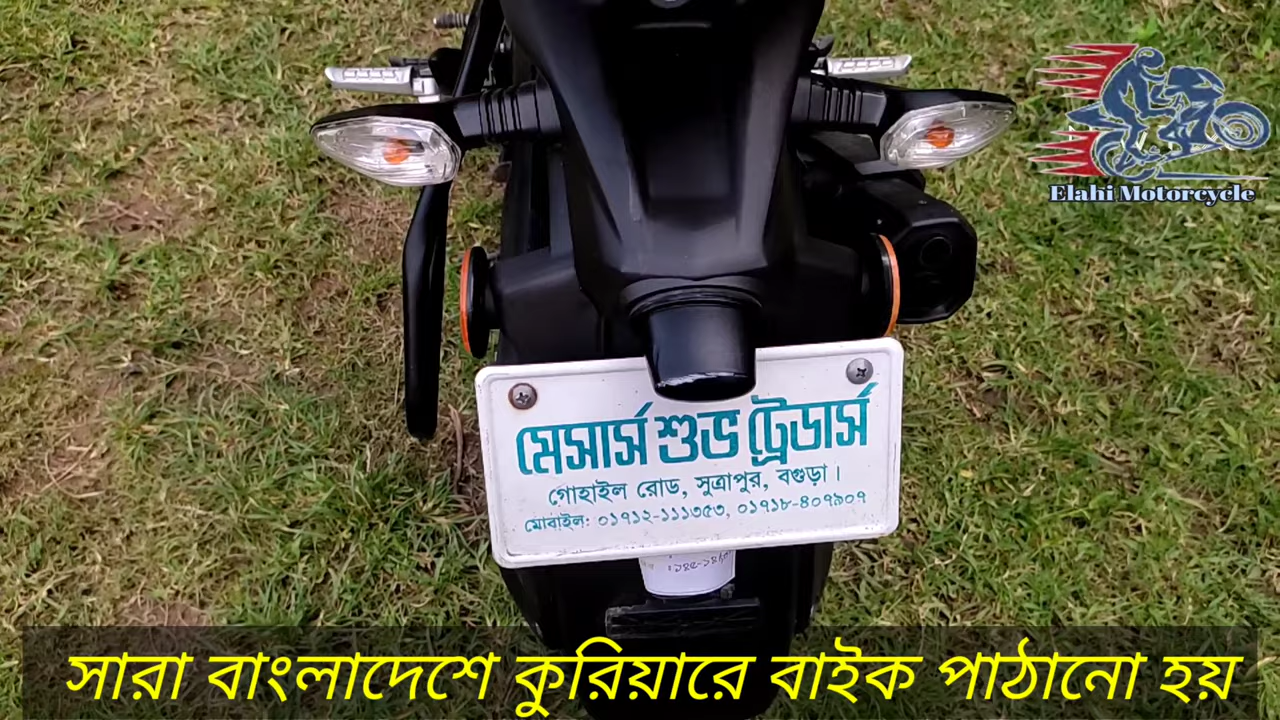 Elahi Motorcycle
মেসার্স শুভ ট্রেডার্স
গোহাইল রোড, সুত্রাপুর, বগুড়া।
মোবাইল: ০১৭১২-১১১৩৫৩, ০১৭১৮-৪০৭৯০৭
সারা বাংলাদেশে কুরিয়ারে বাইক পাঠানো হয়